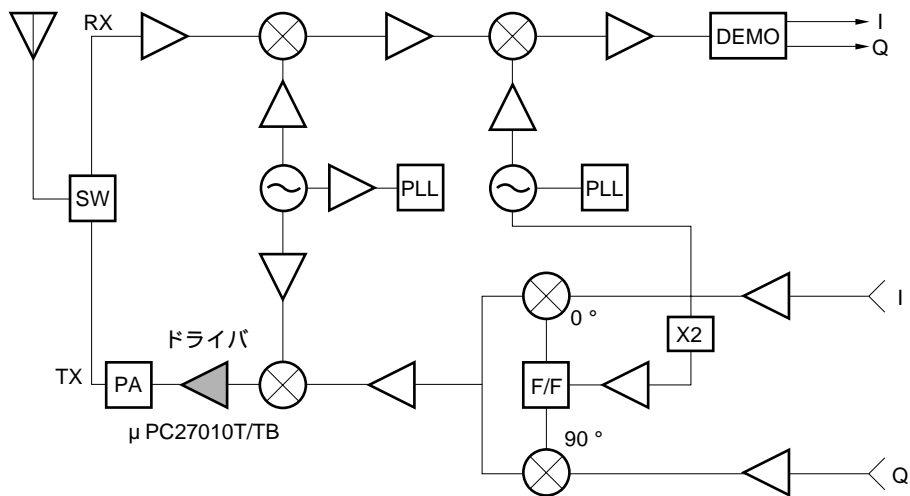 RX
DEMO
I
Q
SW
PLL
PLL
0 °
I
ドライバ
X2
TX
PA
F/F
μ PC27010T/TB
90 °
Q